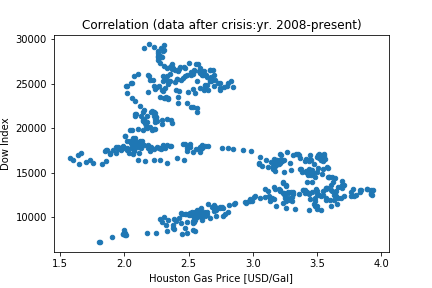 Correlation (data after crisis:yr. 2008-present)
30000
25000
20000
15000
10000
Dow Index
1.5 2.0 2.5 3.0 3.5 4.0
Houston Gas Price [USD/Gal]